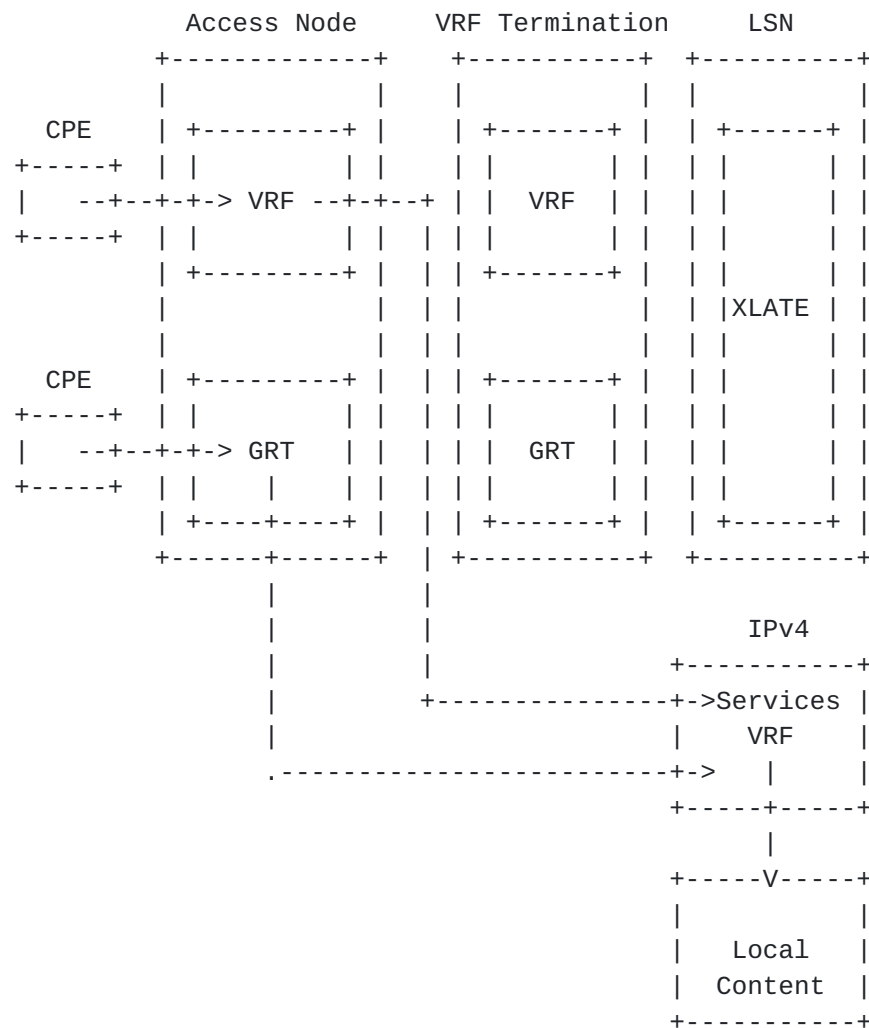 Access Node VRF Termination LSN
CPE
VRF VRF
XLATE
CPE
GRT GRT
IPv4
Services
VRF
V
Local
Content